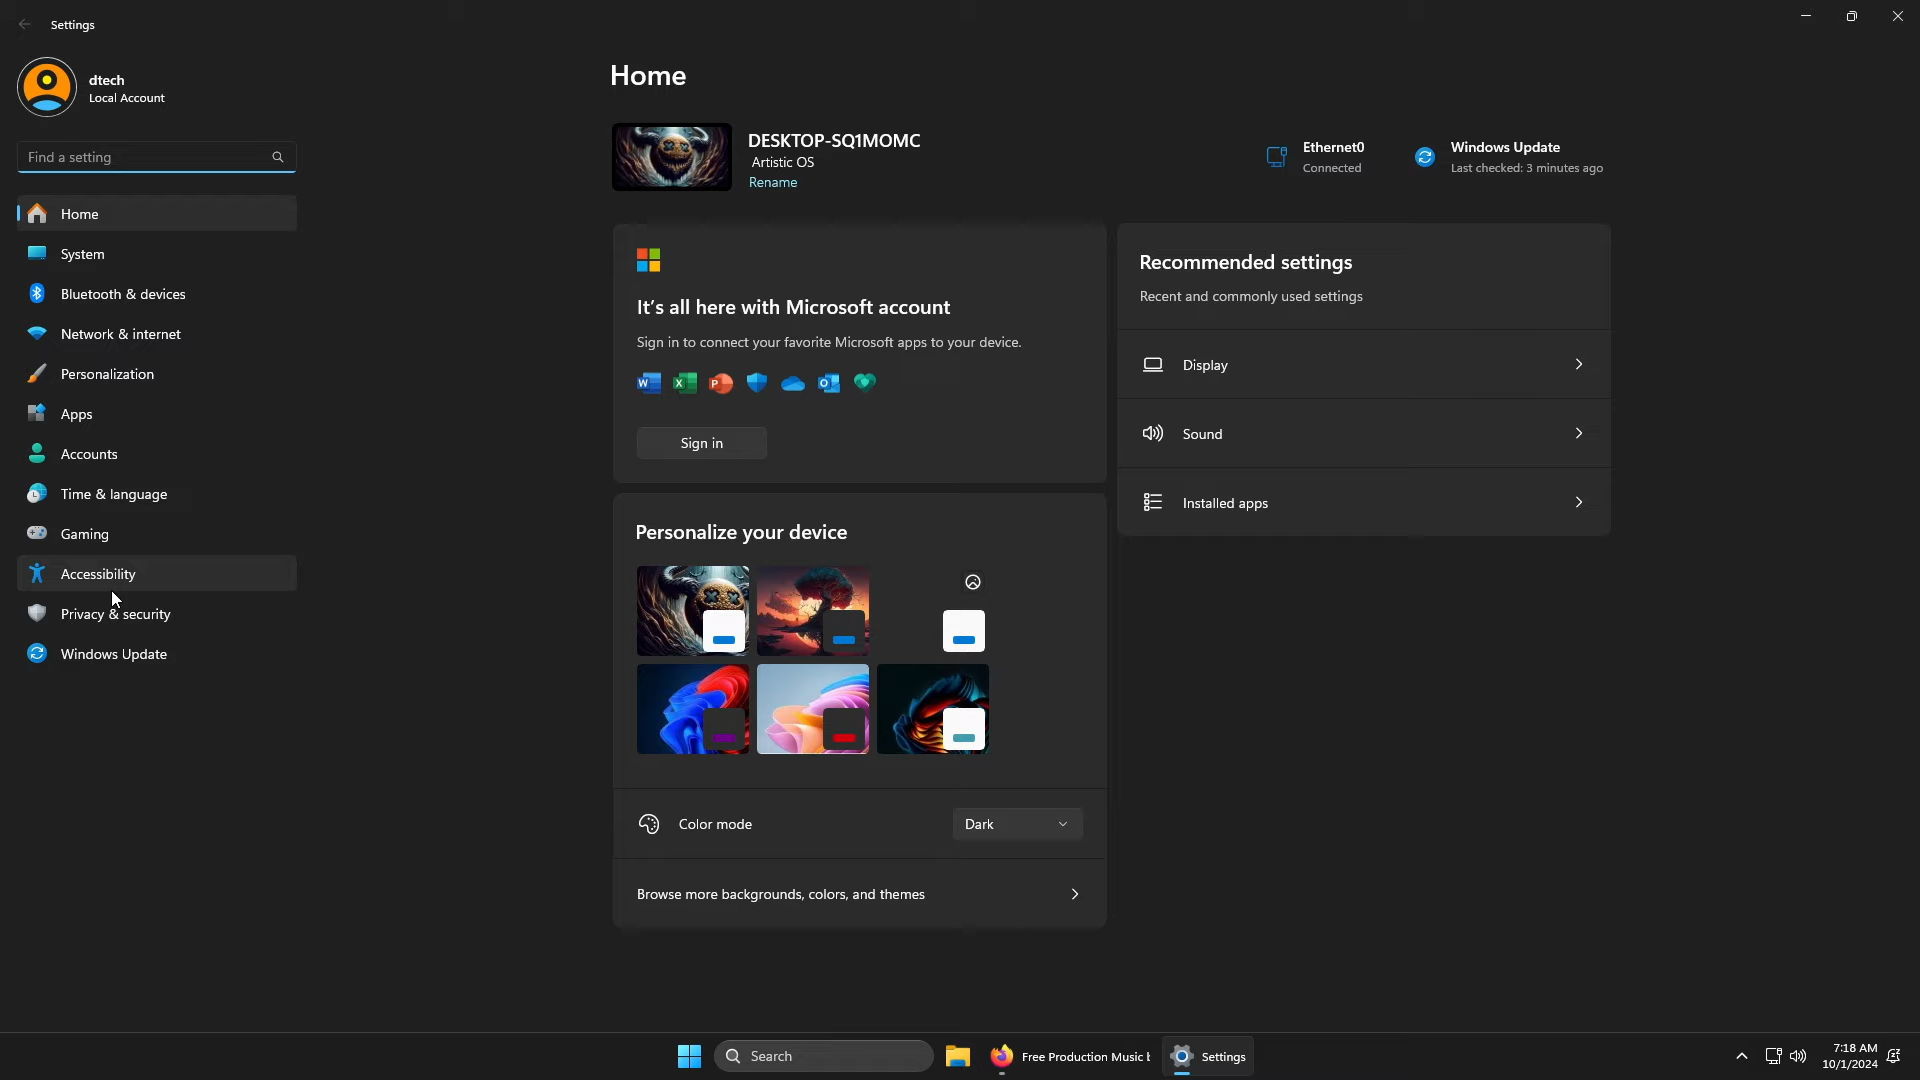 Settings
dtech
Local Account
Find a setting
Home
System
Bluetooth & devices
Network & internet
Personalization
Apps
Accounts
Time & language
Gaming
Accessibility
Privacy & security
Windows Update
Home
DESKTOP-SQ1MOMC
Artistic OS
Rename
Ethernet0
Connected
Windows Update
Last checked: 3 minutes ago
It's all here with Microsoft account
Sign in to connect your favorite Microsoft apps to your device.
Sign in
Recommended settings
Recent and commonly used settings
Display
Sound
Installed apps
Personalize your device
Color mode
Dark
Browse more backgrounds, colors, and themes
Search
Free Production Music b
Settings
7:18 AM
10/1/2024